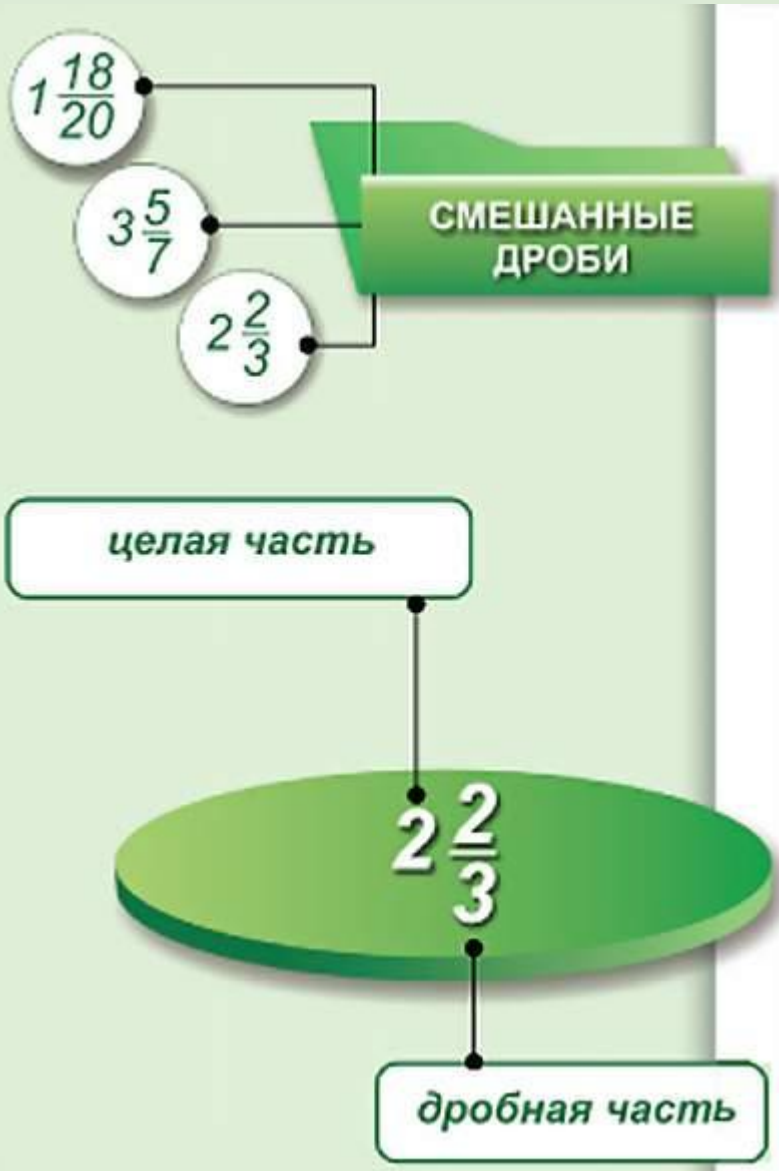 1 18/20
3 5/7
2 2/3
СМЕШАННЫЕ
ДРОБИ
целая часть
2 2/3
дробная часть